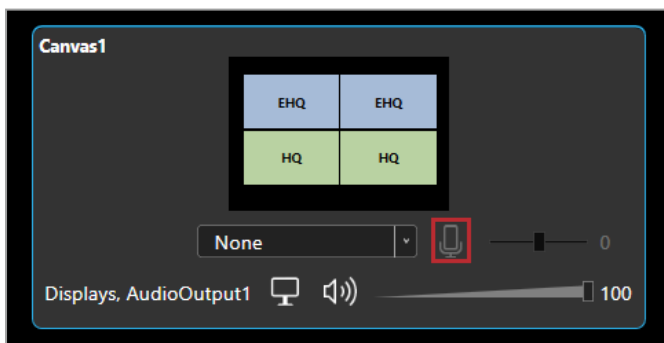 Canvas1
EHQ EHQ
HQ HQ
None 0
Displays, AudioOutput1 100